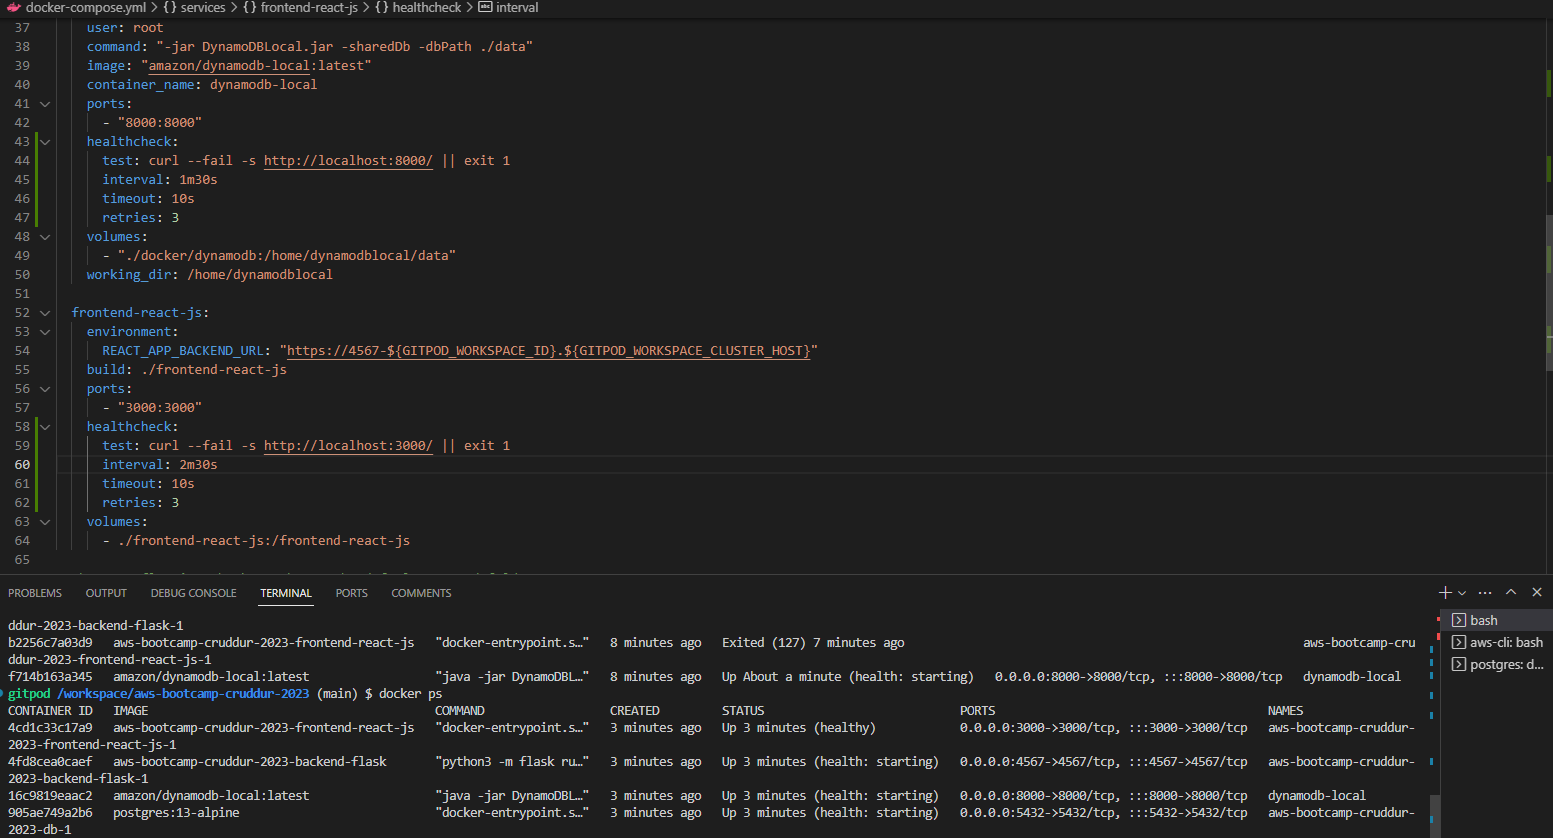 docker-compose.yml > {} services > {} frontend-react-js > {} healthcheck > abc interval
37 user: root
38 command: "-jar DynamoDBLocal.jar -sharedDb -dbPath ./data"
39 image: "amazon/dynamodb-local:latest"
40 container_name: dynamodb-local
41 ports:
42 - "8000:8000"
43 healthcheck:
44 test: curl --fail -s http://localhost:8000/ || exit 1
45 interval: 1m30s
46 timeout: 10s
47 retries: 3
48 volumes:
49 - "./docker/dynamodb:/home/dynamodblocal/data"
50 working_dir: /home/dynamodblocal
51
52 frontend-react-js:
53 environment:
54 REACT_APP_BACKEND_URL: "https://4567-${GITPOD_WORKSPACE_ID}.${GITPOD_WORKSPACE_CLUSTER_HOST}"
55 build: ./frontend-react-js
56 ports:
57 - "3000:3000"
58 healthcheck:
59 test: curl --fail -s http://localhost:3000/ || exit 1
60 interval: 2m30s
61 timeout: 10s
62 retries: 3
63 volumes:
64 - ./frontend-react-js:/frontend-react-js
65
PROBLEMS OUTPUT DEBUG CONSOLE TERMINAL PORTS COMMENTS
ddur-2023-backend-flask-1
b2256c7a03d9 aws-bootcamp-cruddur-2023-frontend-react-js "docker-entrypoint.s…" 8 minutes ago Exited (127) 7 minutes ago aws-bootcamp-cru
ddur-2023-frontend-react-js-1
f714b163a345 amazon/dynamodb-local:latest "java -jar DynamoDBL…" 8 minutes ago Up About a minute (health: starting) 0.0.0.0:8000->8000/tcp, :::8000->8000/tcp dynamodb-local
gitpod /workspace/aws-bootcamp-cruddur-2023 (main) $ docker ps
CONTAINER ID IMAGE COMMAND CREATED STATUS PORTS NAMES
4cd1c33c17a9 aws-bootcamp-cruddur-2023-frontend-react-js "docker-entrypoint.s…" 3 minutes ago Up 3 minutes (healthy) 0.0.0.0:3000->3000/tcp, :::3000->3000/tcp aws-bootcamp-cruddur-
2023-frontend-react-js-1
4fd8cea0caef aws-bootcamp-cruddur-2023-backend-flask "python3 -m flask ru…" 3 minutes ago Up 3 minutes (health: starting) 0.0.0.0:4567->4567/tcp, :::4567->4567/tcp aws-bootcamp-cruddur-
2023-backend-flask-1
16c9819eaac2 amazon/dynamodb-local:latest "java -jar DynamoDBL…" 3 minutes ago Up 3 minutes (health: starting) 0.0.0.0:8000->8000/tcp, :::8000->8000/tcp dynamodb-local
905ae749a2b6 postgres:13-alpine "docker-entrypoint.s…" 3 minutes ago Up 3 minutes (health: starting) 0.0.0.0:5432->5432/tcp, :::5432->5432/tcp aws-bootcamp-cruddur-
2023-db-1
bash
aws-cli: bash
postgres: d...